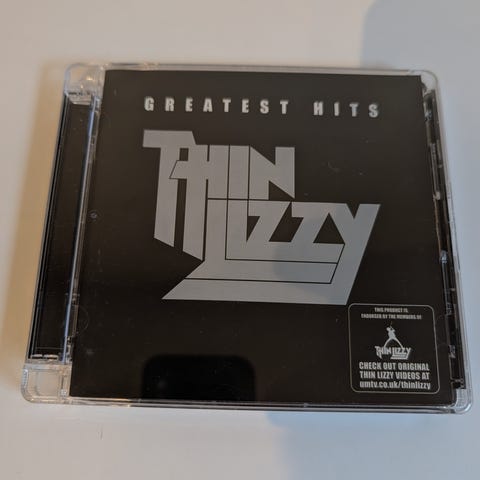 GREATEST HITS
THIN
LIZZY
THIS PRODUCT IS
ENDORSED BY THE MEMBERS OF
THIN LIZZY
CHECK OUT ORIGINAL
THIN LIZZY VIDEOS AT
umtv.co.uk/thinlizzy